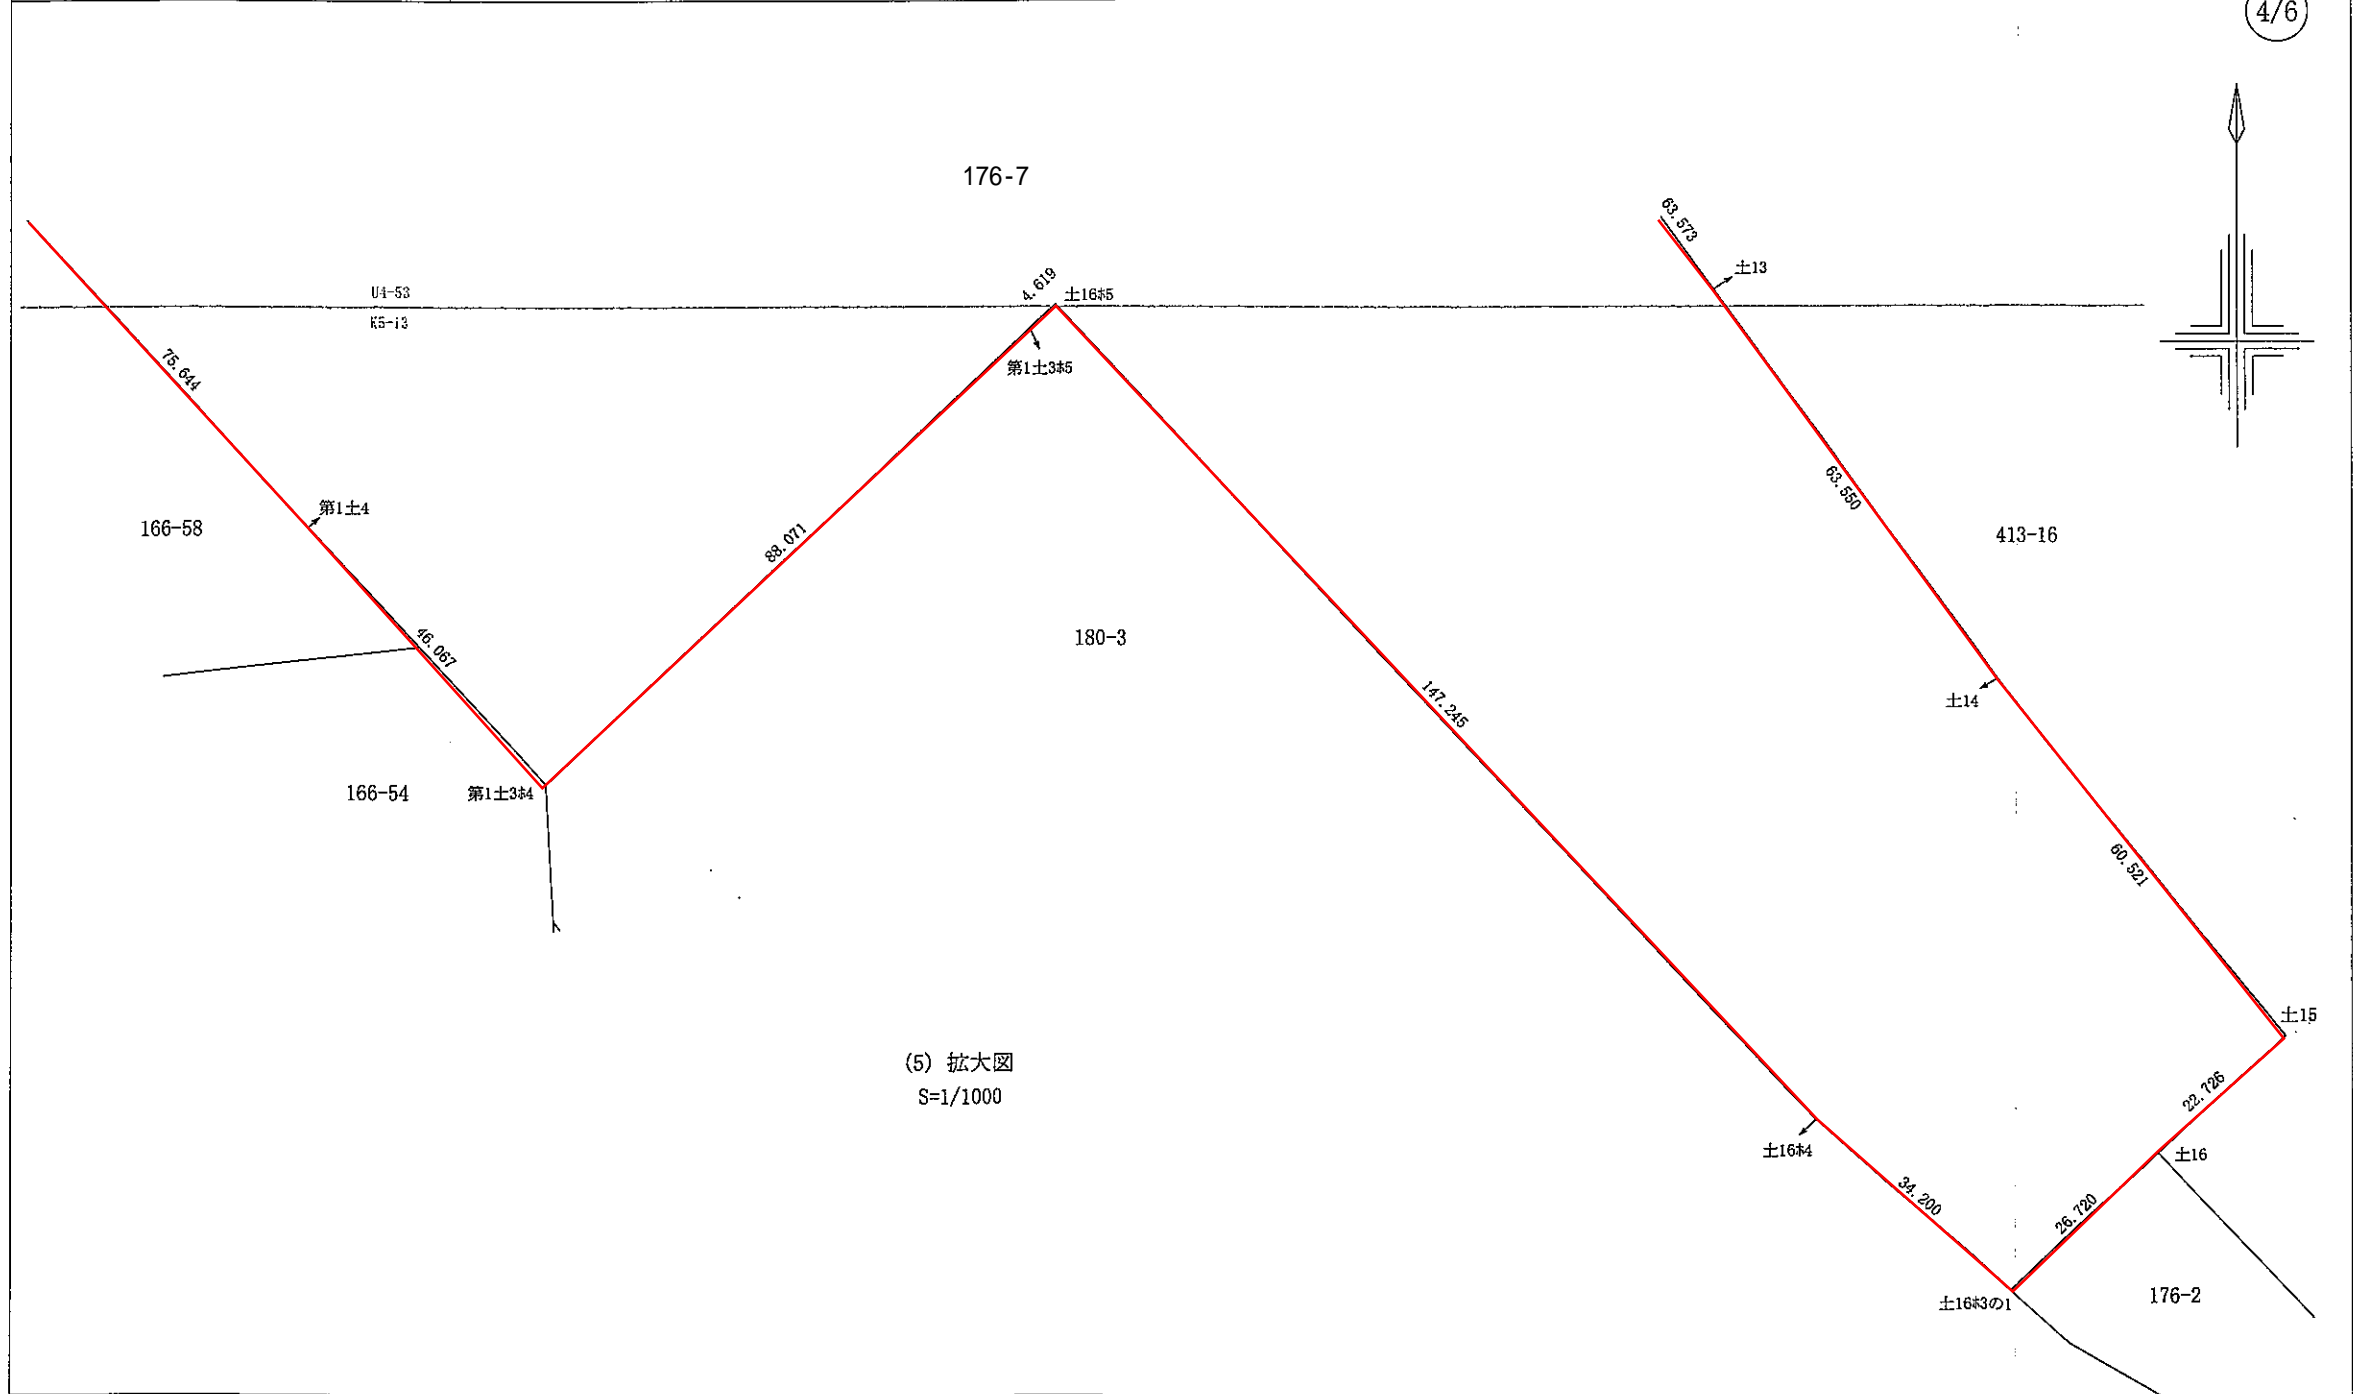 4/6
176-7
63.573
土13
4.619
土16ホ5
U4-53
K5-13
第1土3ホ5
75.644
第1土4
166-58
63.550
413-16
88.071
46.067
180-3
147.245
土14
166-54
第1土3ホ4
60.521
土15
(5) 拡大図
S=1/1000
22.726
土16ホ4
土16
34.200
26.720
土16ホ3の1
176-2